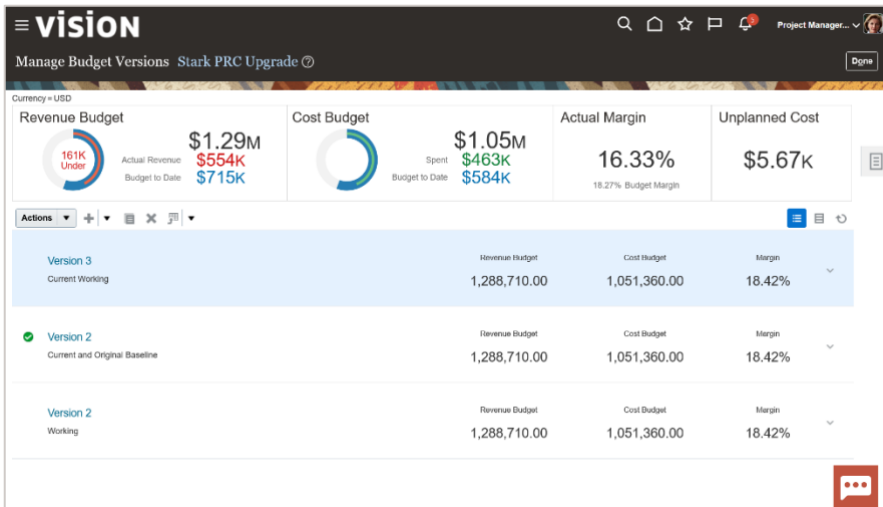 vısıon
2
Project Manager...
Manage Budget Versions Stark PRC Upgrade
Done
Currency = USD
Revenue Budget
161K
Under
$1.29M
Actual Revenue $554K
Budget to Date $715K
Cost Budget
$1.05M
Spent $463K
Budget to Date $584K
Actual Margin
16.33%
18.27% Budget Margin
Unplanned Cost
$5.67K
Actions
Version 3
Current Working
Revenue Budget
1,288,710.00
Cost Budget
1,051,360.00
Margin
18.42%
Version 2
Current and Original Baseline
Revenue Budget
1,288,710.00
Cost Budget
1,051,360.00
Margin
18.42%
Version 2
Working
Revenue Budget
1,288,710.00
Cost Budget
1,051,360.00
Margin
18.42%